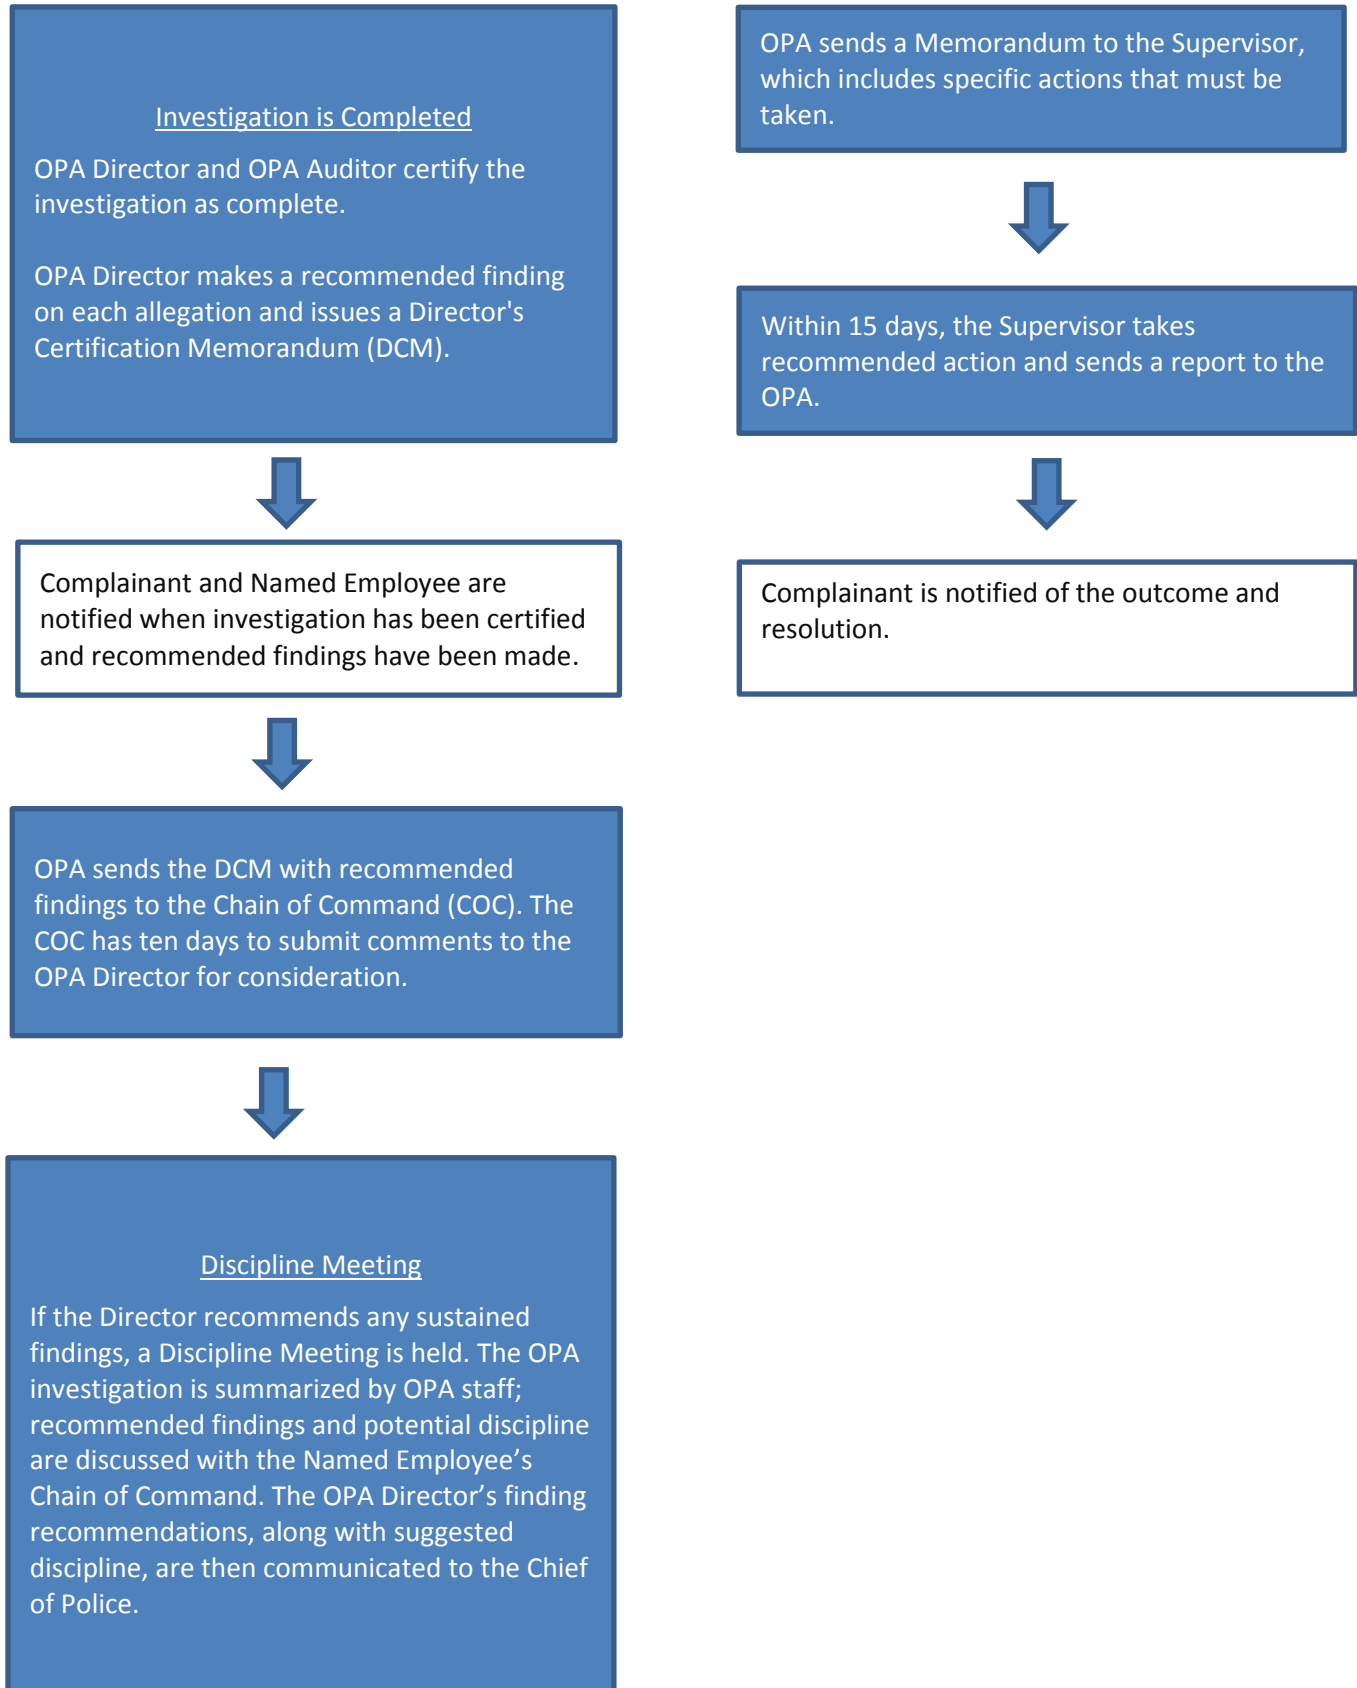 Investigation is Completed
OPA Director and OPA Auditor certify the
investigation as complete.
OPA Director makes a recommended finding
on each allegation and issues a Director's
Certification Memorandum (DCM).
Complainant and Named Employee are
notified when investigation has been certified
and recommended findings have been made.
OPA sends the DCM with recommended
findings to the Chain of Command (COC). The
COC has ten days to submit comments to the
OPA Director for consideration.
Discipline Meeting
If the Director recommends any sustained
findings, a Discipline Meeting is held. The OPA
investigation is summarized by OPA staff;
recommended findings and potential discipline
are discussed with the Named Employee’s
Chain of Command. The OPA Director’s finding
recommendations, along with suggested
discipline, are then communicated to the Chief
of Police.
OPA sends a Memorandum to the Supervisor,
which includes specific actions that must be
taken.
Within 15 days, the Supervisor takes
recommended action and sends a report to the
OPA.
Complainant is notified of the outcome and
resolution.